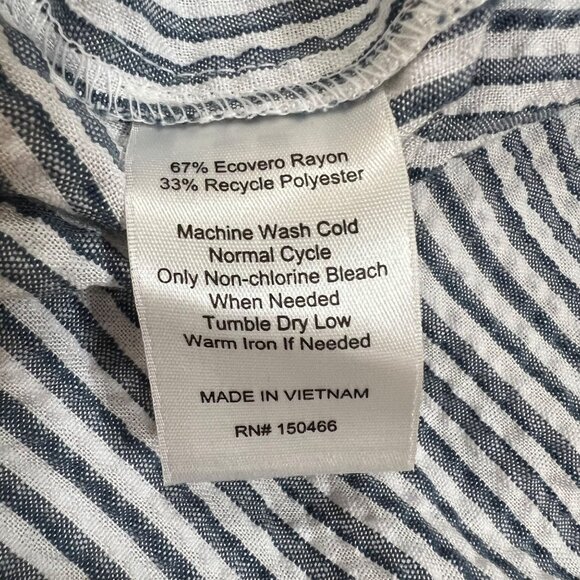 67% Ecovero Rayon
33% Recycle Polyester
Machine Wash Cold
Normal Cycle
Only Non-chlorine Bleach
When Needed
Tumble Dry Low
Warm Iron If Needed
MADE IN VIETNAM
RN# 150466